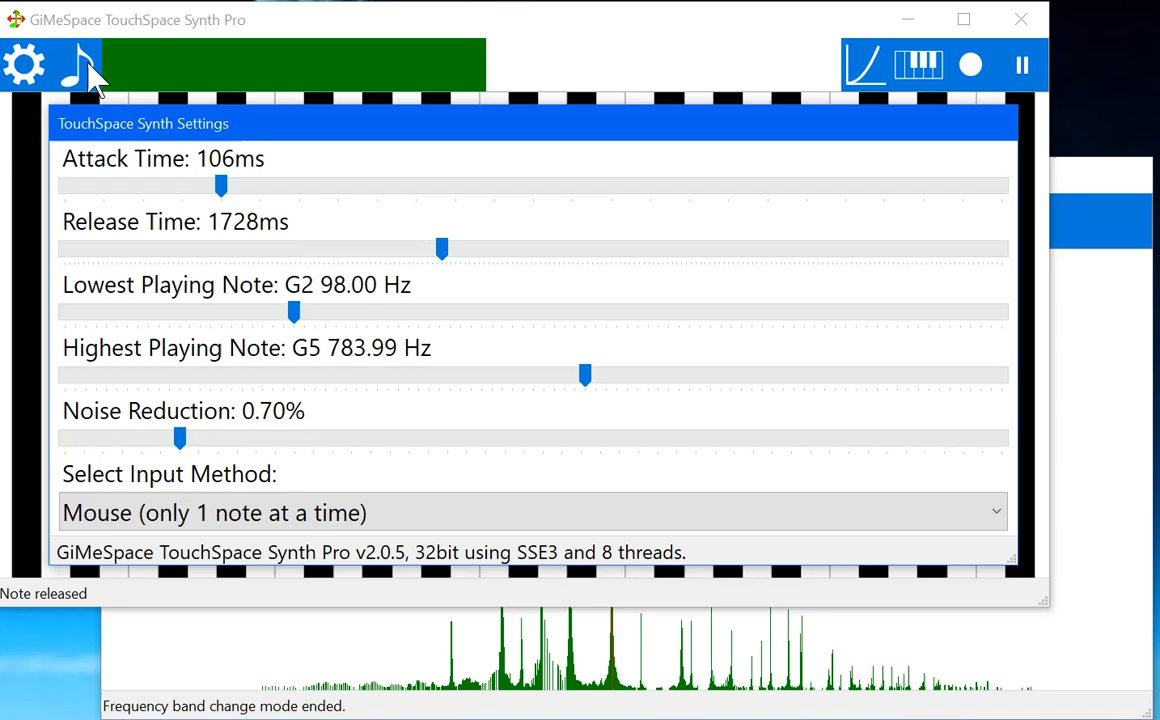 GiMeSpace TouchSpace Synth Pro
TouchSpace Synth Settings
Attack Time: 106ms
Release Time: 1728ms
Lowest Playing Note: G2 98.00 Hz
Highest Playing Note: G5 783.99 Hz
Noise Reduction: 0.70%
Select Input Method:
Mouse (only 1 note at a time)
GiMeSpace TouchSpace Synth Pro v2.0.5, 32bit using SSE3 and 8 threads.
Note released
Frequency band change mode ended.